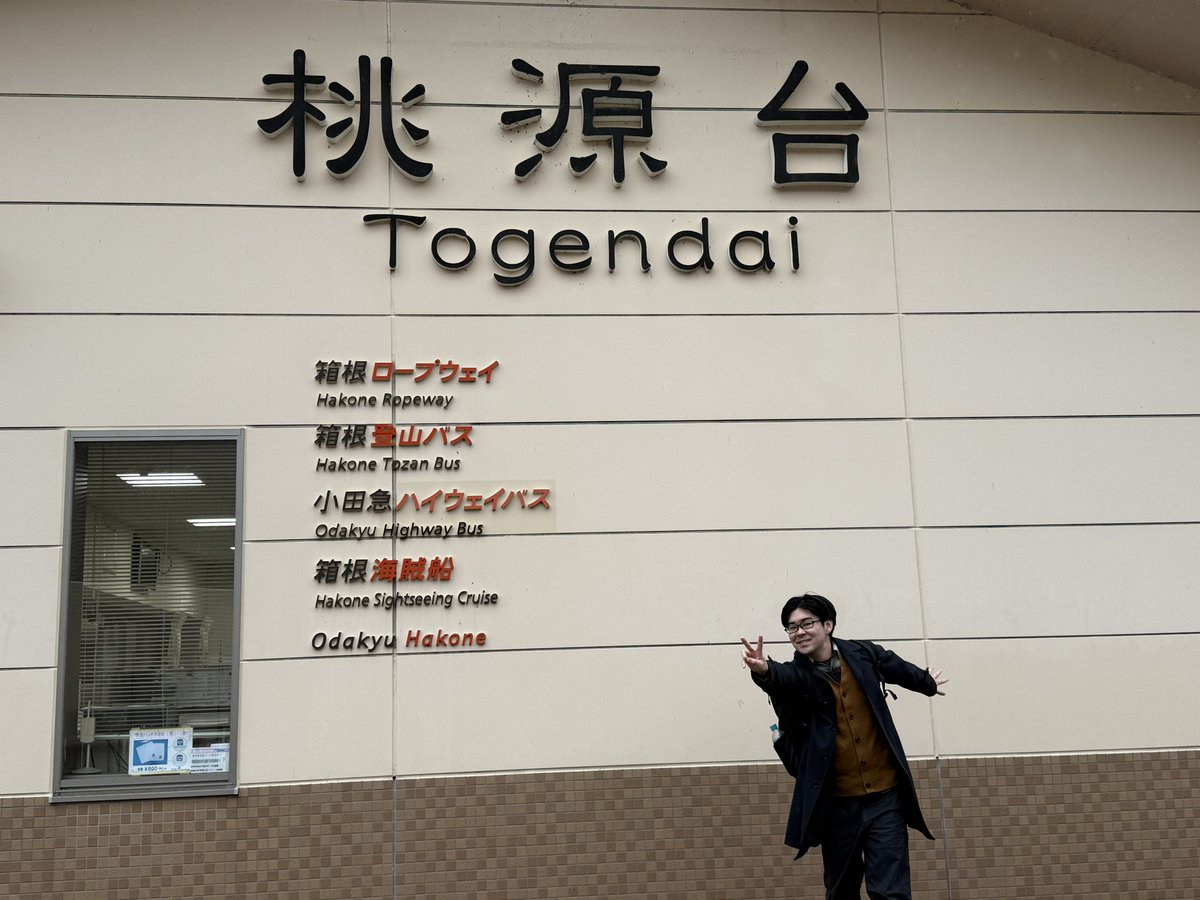 桃源台
Togendai
箱根ロープウェイ
Hakone Ropeway
箱根登山バス
Hakone Tozan Bus
小田急ハイウェイバス
Odakyu Highway Bus
箱根海賊船
Hakone Sightseeing Cruise
Odakyu Hakone